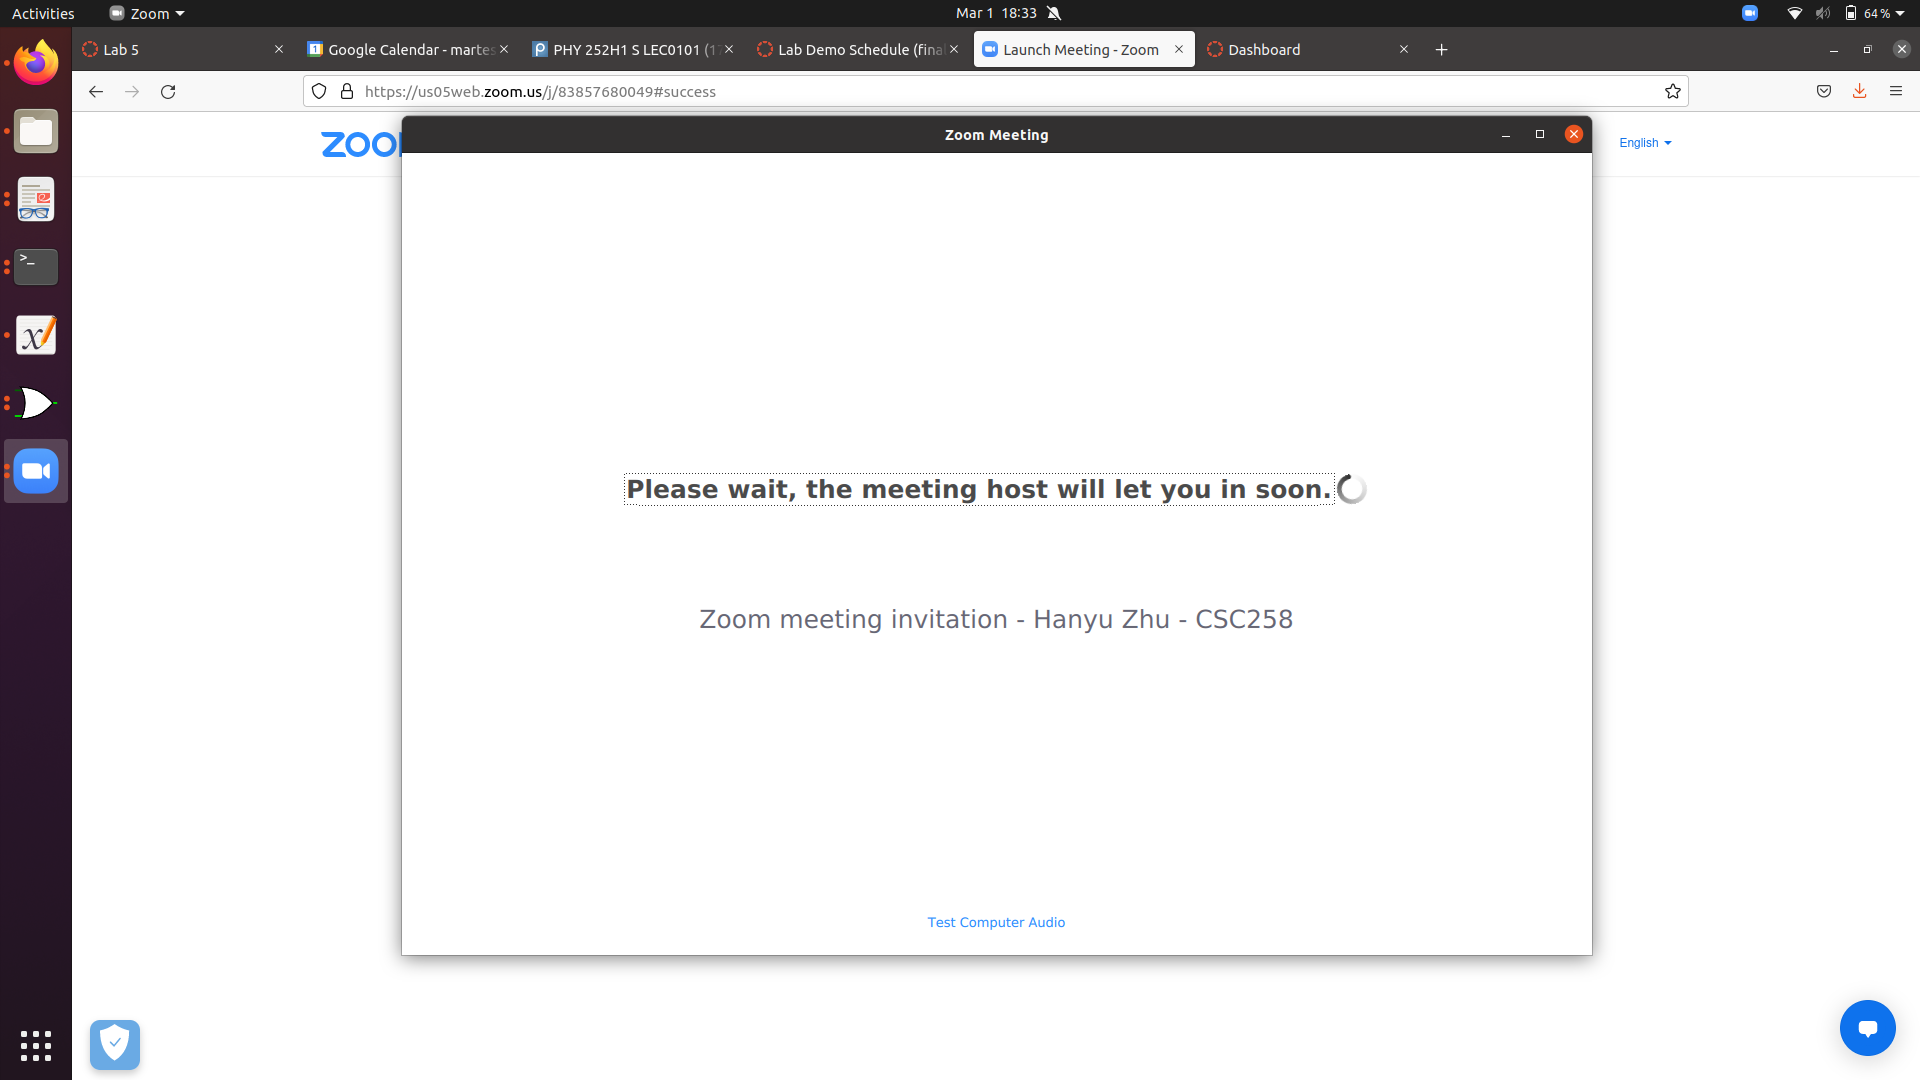 Activities Zoom Mar 1 18:33 64 %
Lab 5 Google Calendar - martes PHY 252H1 S LEC0101 (1 Lab Demo Schedule (fina Launch Meeting - Zoom Dashboard
https://us05web.zoom.us/j/83857680049#success
Zoom Meeting
English
Please wait, the meeting host will let you in soon.
Zoom meeting invitation - Hanyu Zhu - CSC258
Test Computer Audio